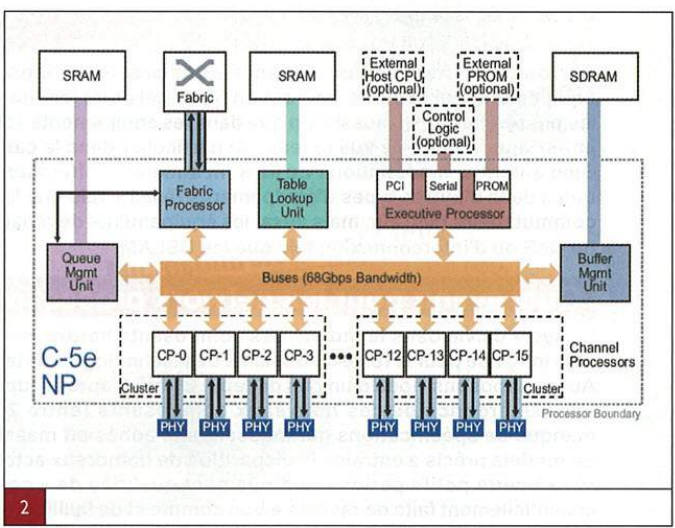 SRAM
Fabric
SRAM
External
Host CPU
(optional)
External
PROM
(optional)
SDRAM
Control
Logic
(optional)
Fabric
Processor
Table
Lookup
Unit
PCI
Serial
PROM
Executive Processor
Queue
Mgmt
Unit
Buses (68Gbps Bandwidth)
Buffer
Mgmt
Unit
C-5e
NP
CP-0
CP-1
CP-2
CP-3
CP-12
CP-13
CP-14
CP-15
Channel
Processors
Cluster
Cluster
Processor Boundary
PHY
PHY
PHY
PHY
PHY
PHY
PHY
PHY
2